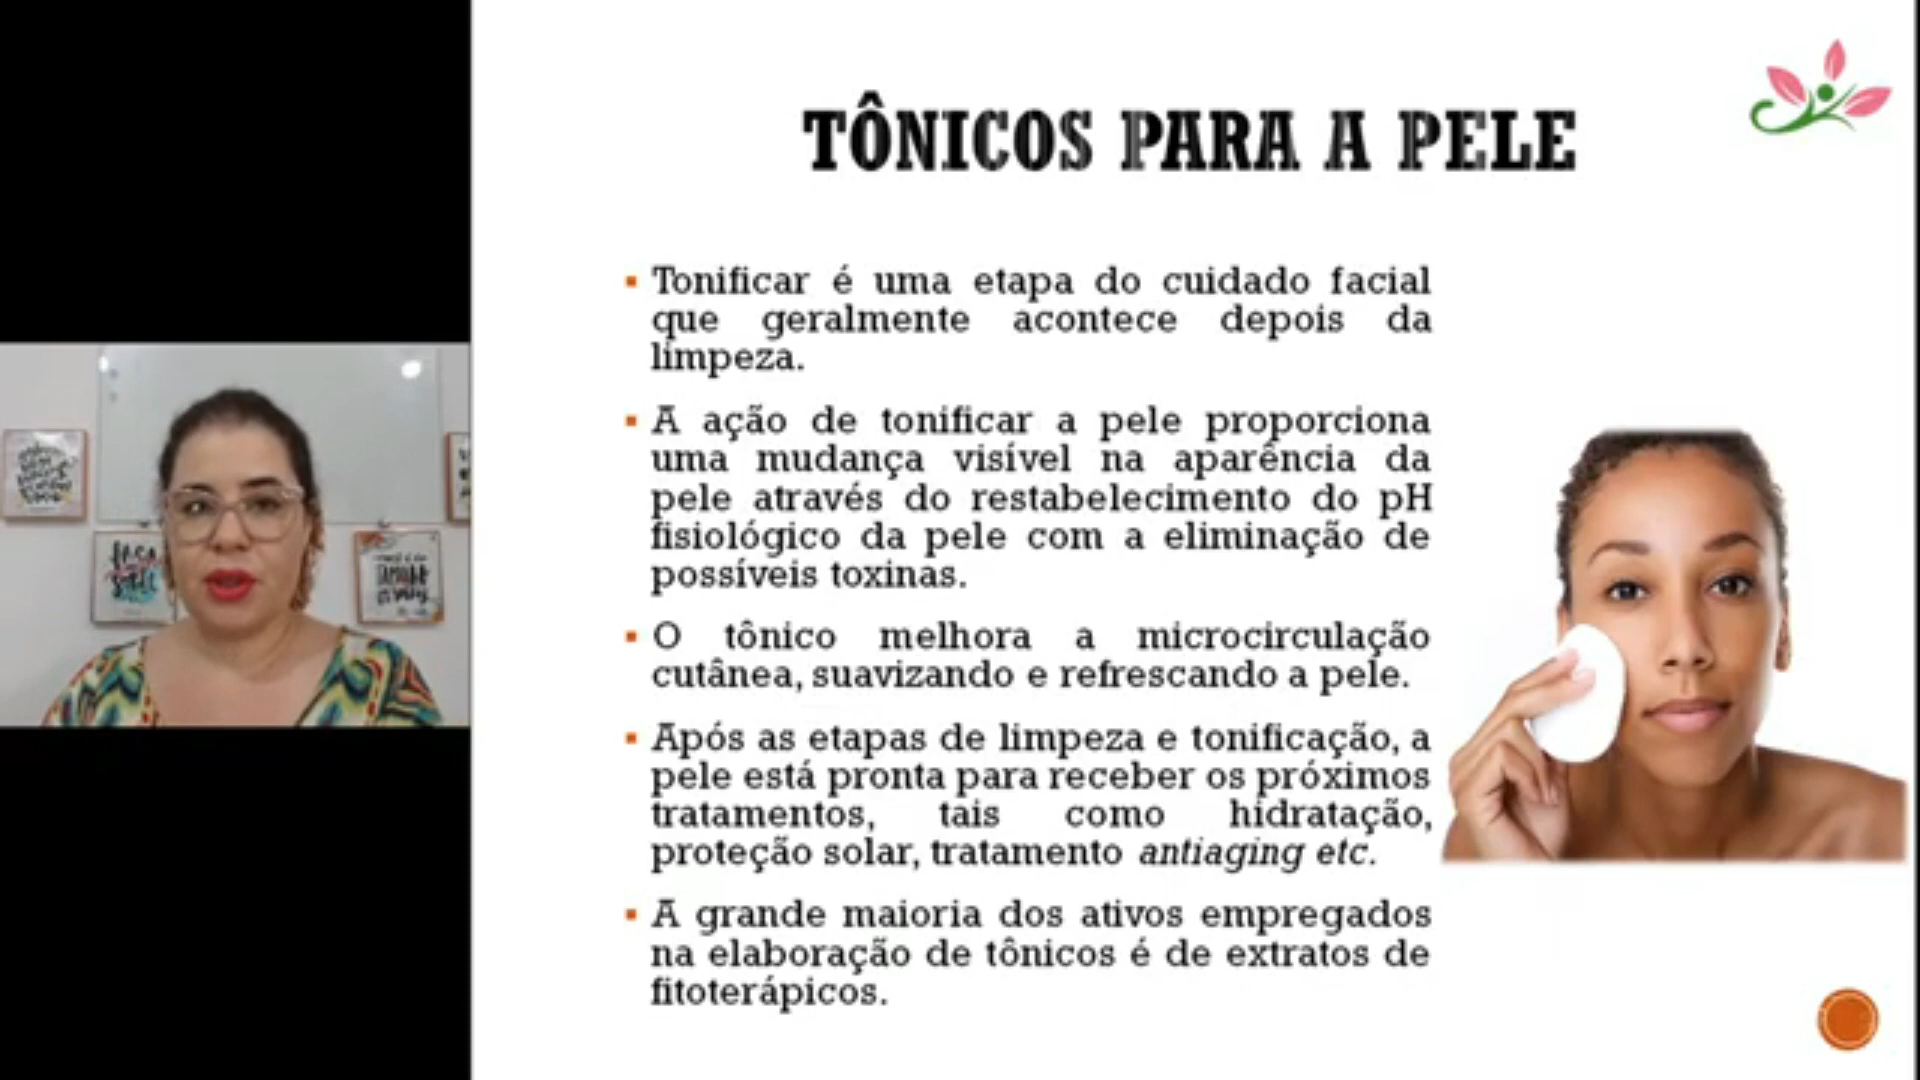 TÔNICOS PARA A PELE
Tonificar é uma etapa do cuidado facial
que geralmente acontece depois da
limpeza.
A ação de tonificar a pele proporciona
uma mudança visível na aparência da
pele através do restabelecimento do pH
fisiológico da pele com a eliminação de
possíveis toxinas.
O tônico melhora a microcirculação
cutânea, suavizando e refrescando a pele.
Após as etapas de limpeza e tonificação, a
pele está pronta para receber os próximos
tratamentos, tais como hidratação,
proteção solar, tratamento antiaging etc.
A grande maioria dos ativos empregados
na elaboração de tônicos é de extratos de
fitoterápicos.